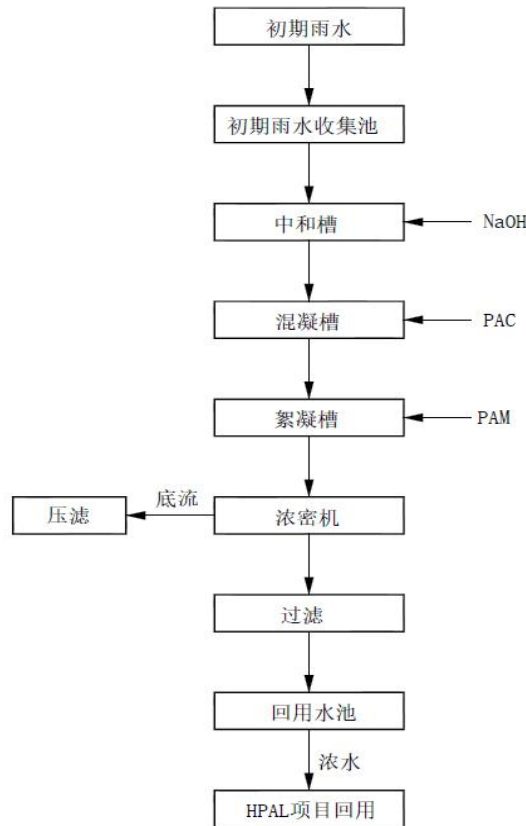 初期雨水
初期雨水收集池
中和槽
NaOH
混凝槽
PAC
絮凝槽
PAM
底流
压滤
浓密机
过滤
回用水池
浓水
HPAL项目回用